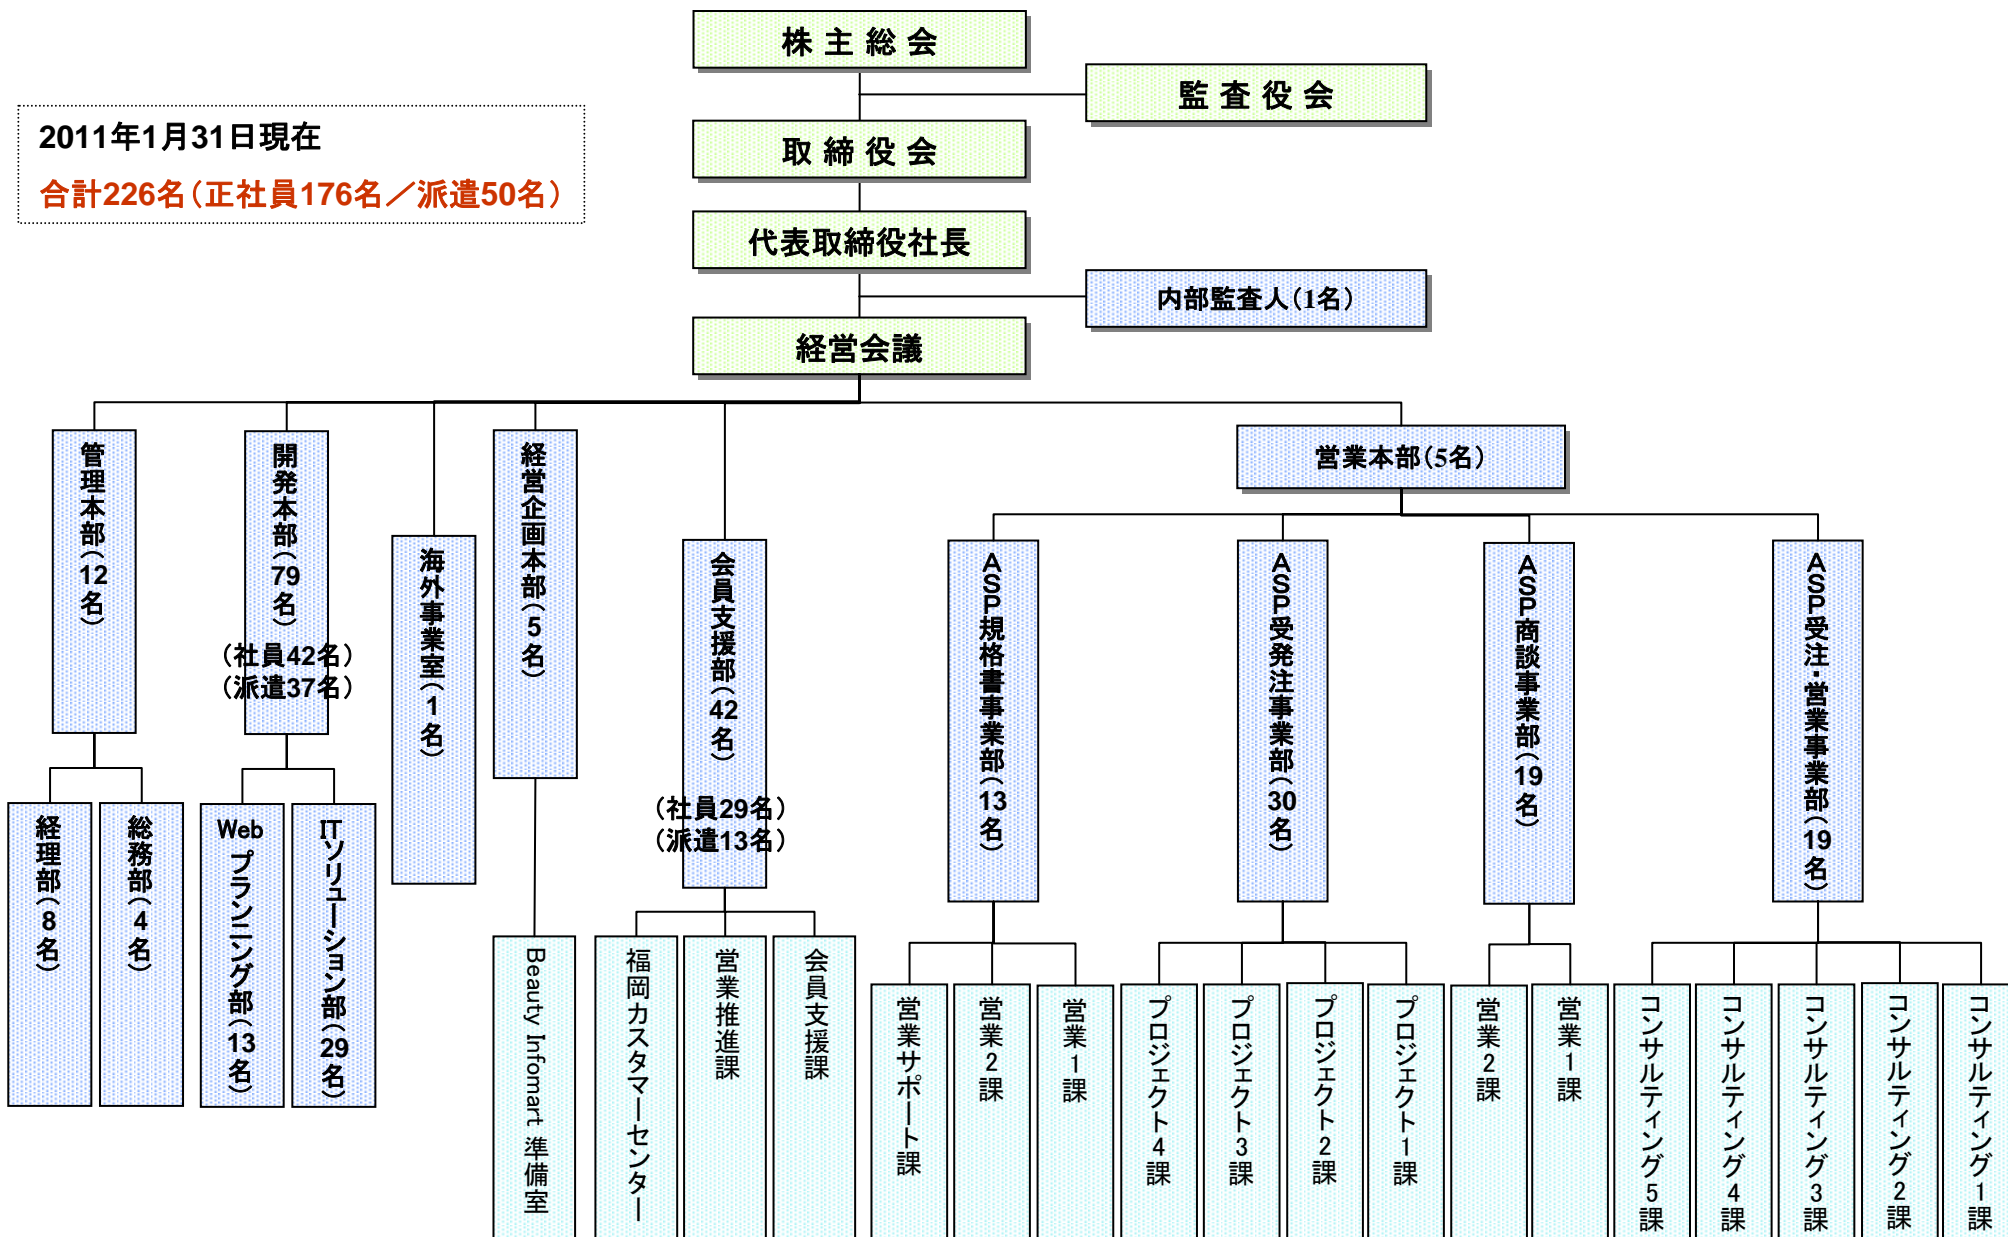 株主総会
監査役会
2011年1月31日現在
合計226名（正社員176名／派遣50名）
取締役会
代表取締役社長
内部監査人（1名）
経営会議
管理本部（12名）
開発本部（79名）
（社員42名）
（派遣37名）
海外事業室（1名）
経営企画本部（5名）
会員支援部（42名）
（社員29名）
（派遣13名）
営業本部（5名）
ASP規格書事業部（13名）
ASP受発注事業部（30名）
ASP商談事業部（19名）
ASP受注・営業事業部（19名）
経理部（8名）
総務部（4名）
Webプランニング部（13名）
ITソリューション部（29名）
Beauty Infomart 準備室
福岡カスタマーセンター
営業推進課
会員支援課
営業サポート課
営業2課
営業1課
プロジェクト4課
プロジェクト3課
プロジェクト2課
プロジェクト1課
営業2課
営業1課
コンサルティング5課
コンサルティング4課
コンサルティング3課
コンサルティング2課
コンサルティング1課